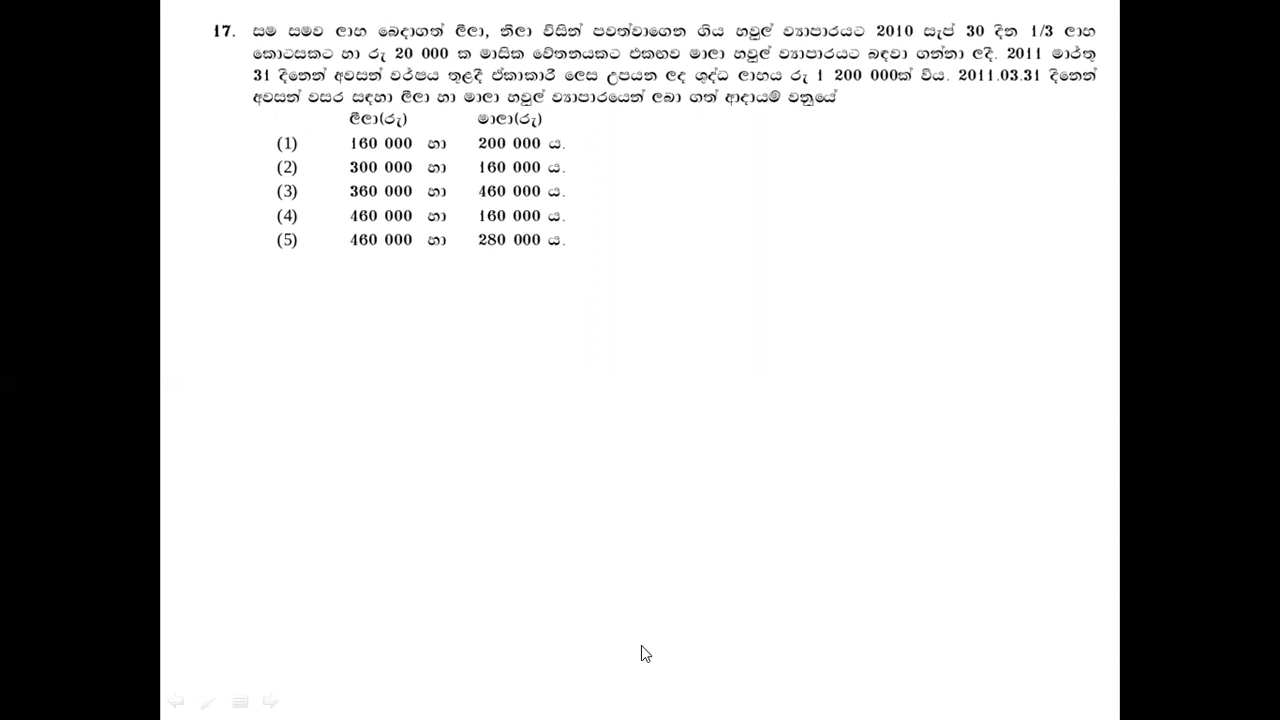 17. සම සමව ලාභ බෙදාගත් ලීලා, නීලා විසින් පවත්වාගෙන ගිය හවුල් ව්‍යාපාරයට 2010 සැප් 30 දින 1/3 ලාභ
කොටසකට හා රු 20 000 ක මාසික වේතනයකට එකඟව මාලා හවුල් ව්‍යාපාරයට බඳවා ගන්නා ලදී. 2011 මාර්තු
31 දිනෙන් අවසන් වර්ෂය තුළදී ඒකාකාරී ලෙස උපයන ලද ශුද්ධ ලාභය රු 1 200 000ක් විය. 2011.03.31 දිනෙන්
අවසන් වසර සඳහා ලීලා හා මාලා හවුල් ව්‍යාපාරයෙන් ලබා ගත් ආදායම් වනුයේ
ලීලා(රු) මාලා(රු)
(1) 160 000 හා 200 000 ය.
(2) 300 000 හා 160 000 ය.
(3) 360 000 හා 460 000 ය.
(4) 460 000 හා 160 000 ය.
(5) 460 000 හා 280 000 ය.